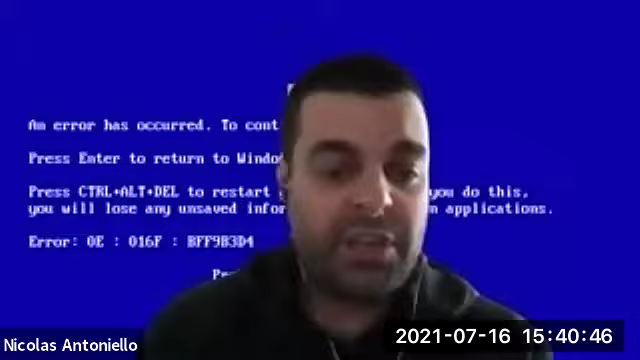 An error has occurred. To cont
Press Enter to return to Windo
Press CTRL+ALT+DEL to restart you do this,
you will lose any unsaved infor applications.
Error: 0E : 016F : BFF9B3D4
Nicolas Antoniello
2021-07-16 15:40:46